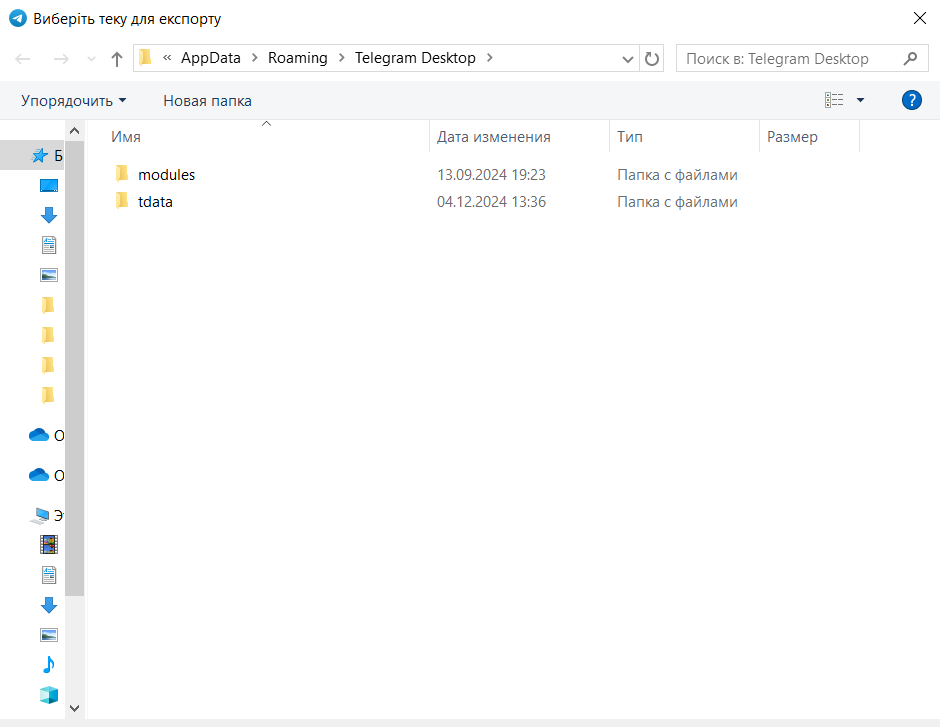 Виберіть теку для експорту
« AppData > Roaming > Telegram Desktop >
Поиск в: Telegram Desktop
Упорядочить
Новая папка
?
Имя
Дата изменения
Тип
Размер
modules
13.09.2024 19:23
Папка с файлами
tdata
04.12.2024 13:36
Папка с файлами
Б
O
O
Э